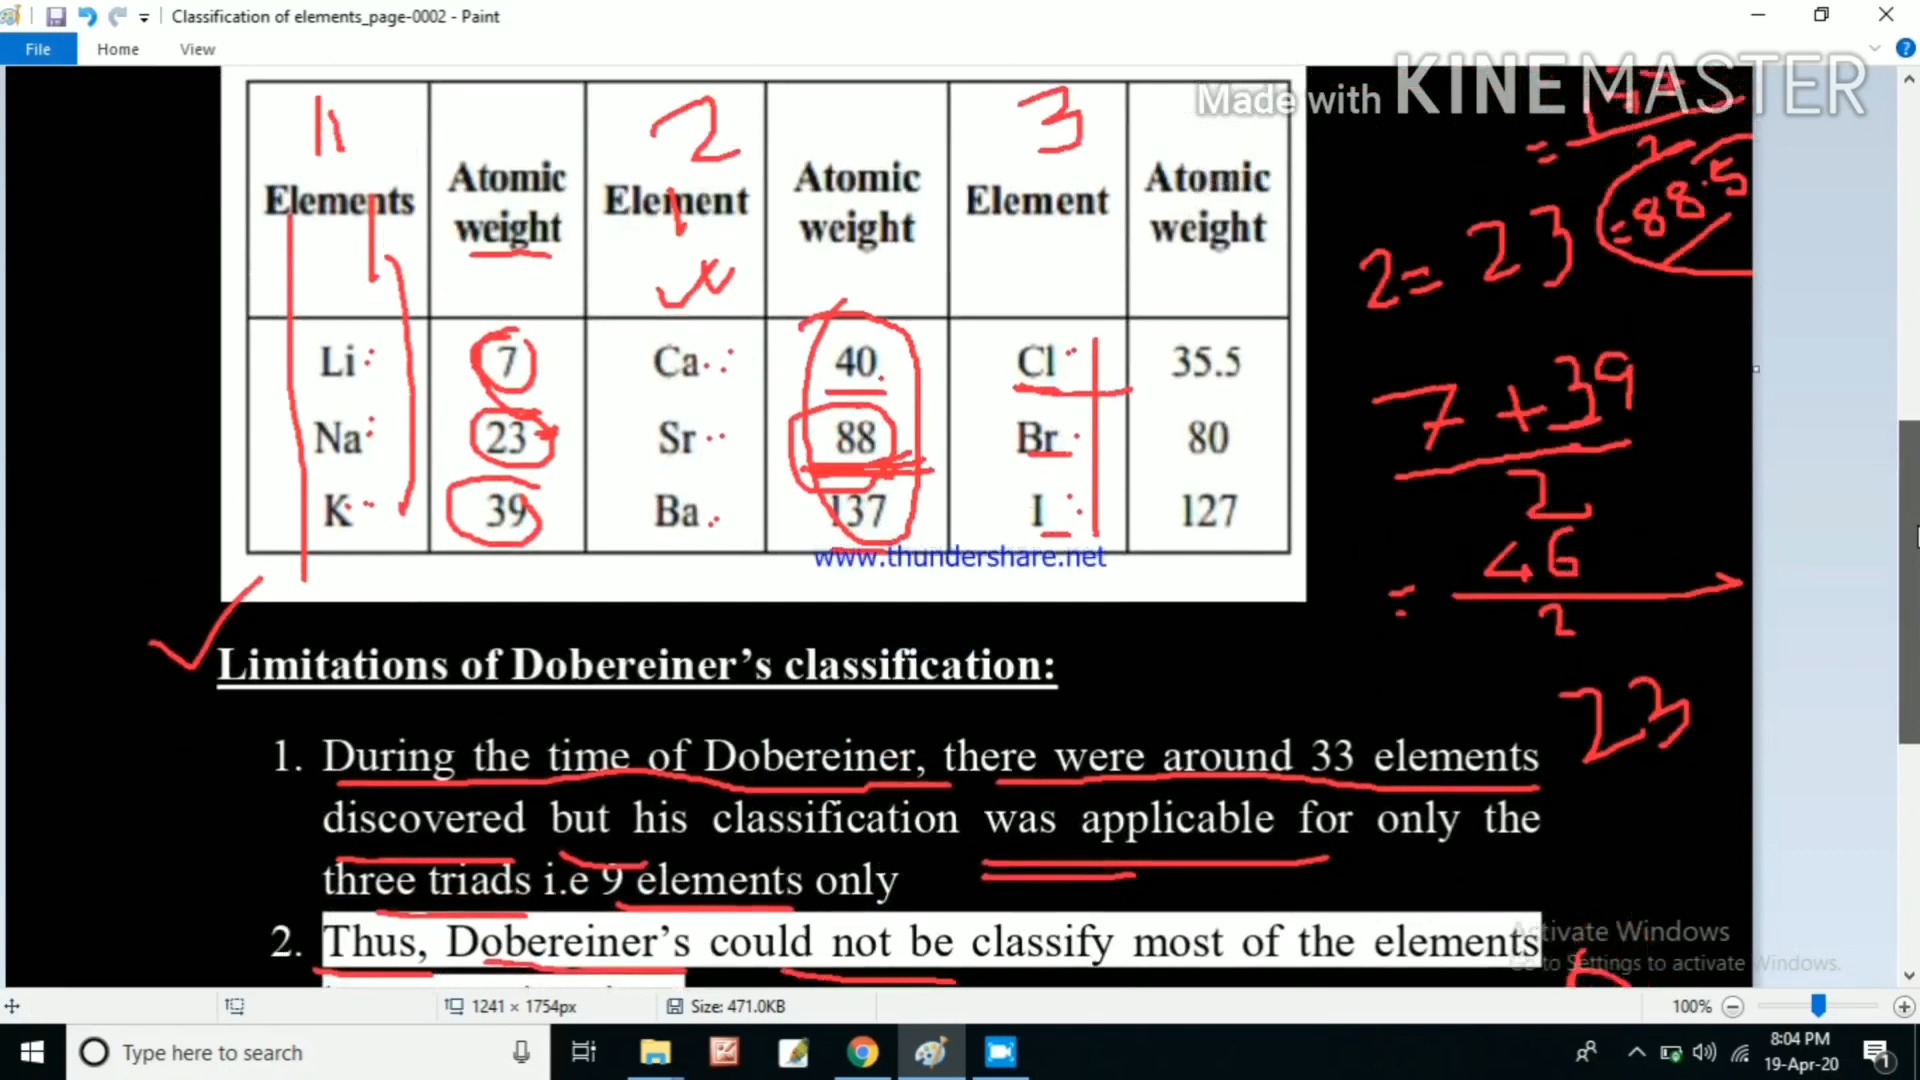 Classification of elements_page-0002 - Paint
File Home View
Made with KINEMASTER
1 2 3
Elements Atomic weight Element Atomic weight Element Atomic weight
Li 7 Ca 40 Cl 35.5
Na 23 Sr 88 Br 80
K 39 Ba 137 I 127
www.thundershare.net
=
2
=88.5
2= 23
7 + 39
2
= 46
2
23
Limitations of Dobereiner's classification:
1. During the time of Dobereiner, there were around 33 elements
discovered but his classification was applicable for only the
three triads i.e 9 elements only
2. Thus, Dobereiner's could not be classify most of the elements
Activate Windows
Go to Settings to activate Windows.
1241 × 1754px Size: 471.0KB 100%
Type here to search
8:04 PM
19-Apr-20
1